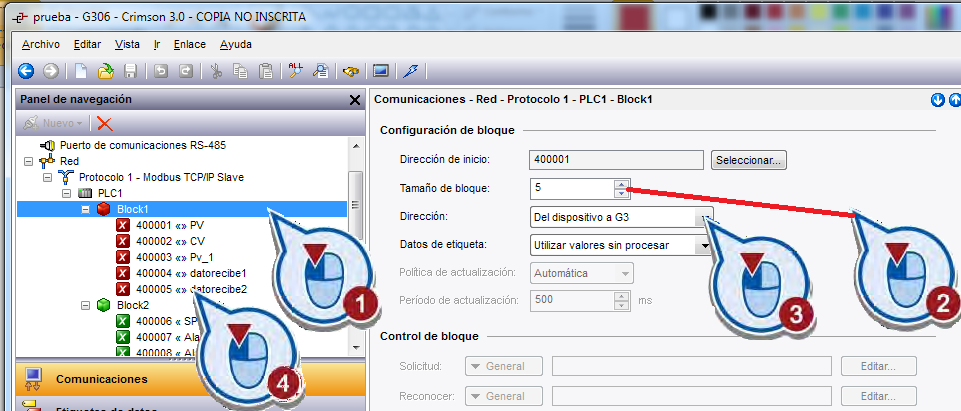 prueba - G306 - Crimson 3.0 - COPIA NO INSCRITA
Archivo Editar Vista Ir Enlace Ayuda
Panel de navegación
Nuevo
Puerto de comunicaciones RS-485
Red
Protocolo 1 - Modbus TCP/IP Slave
PLC1
Block1
400001 «» PV
400002 «» CV
400003 «» Pv_1
400004 «» datorecibe1
400005 «» datorecibe2
Block2
400006 « SP
400007 « Ala
400008 « Ala
Comunicaciones
Etiquetas de datos
Comunicaciones - Red - Protocolo 1 - PLC1 - Block1
Configuración de bloque
Dirección de inicio: 400001 Seleccionar...
Tamaño de bloque: 5
Dirección: Del dispositivo a G3
Datos de etiqueta: Utilizar valores sin procesar
Política de actualización: Automática
Período de actualización: 500 ms
Control de bloque
Solicitud: General Editar...
Reconocer: General Editar...
1
2
3
4